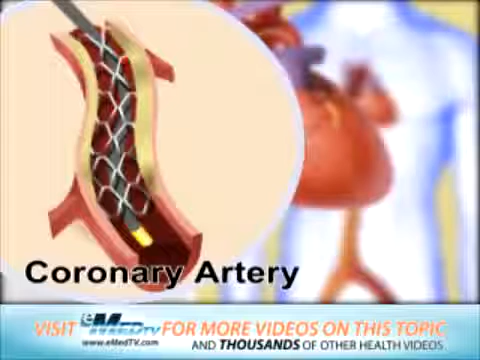 Coronary Artery
VISIT eMedTV FOR MORE VIDEOS ON THIS TOPIC
www.eMedTV.com AND THOUSANDS OF OTHER HEALTH VIDEOS